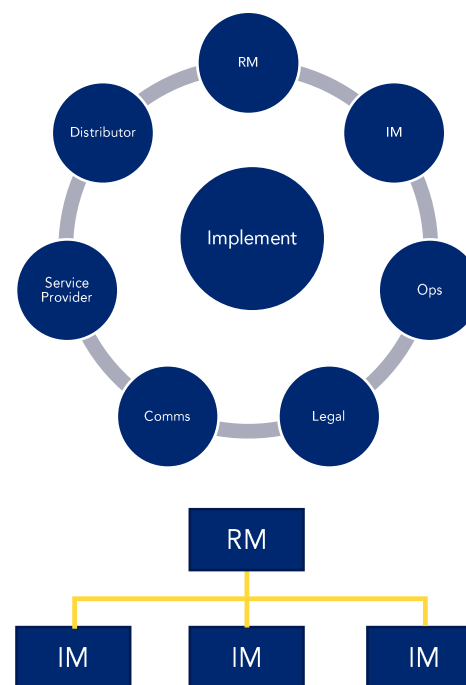 RM
Distributor
IM
Implement
Service
Provider
Ops
Comms
Legal
RM
IM
IM
IM